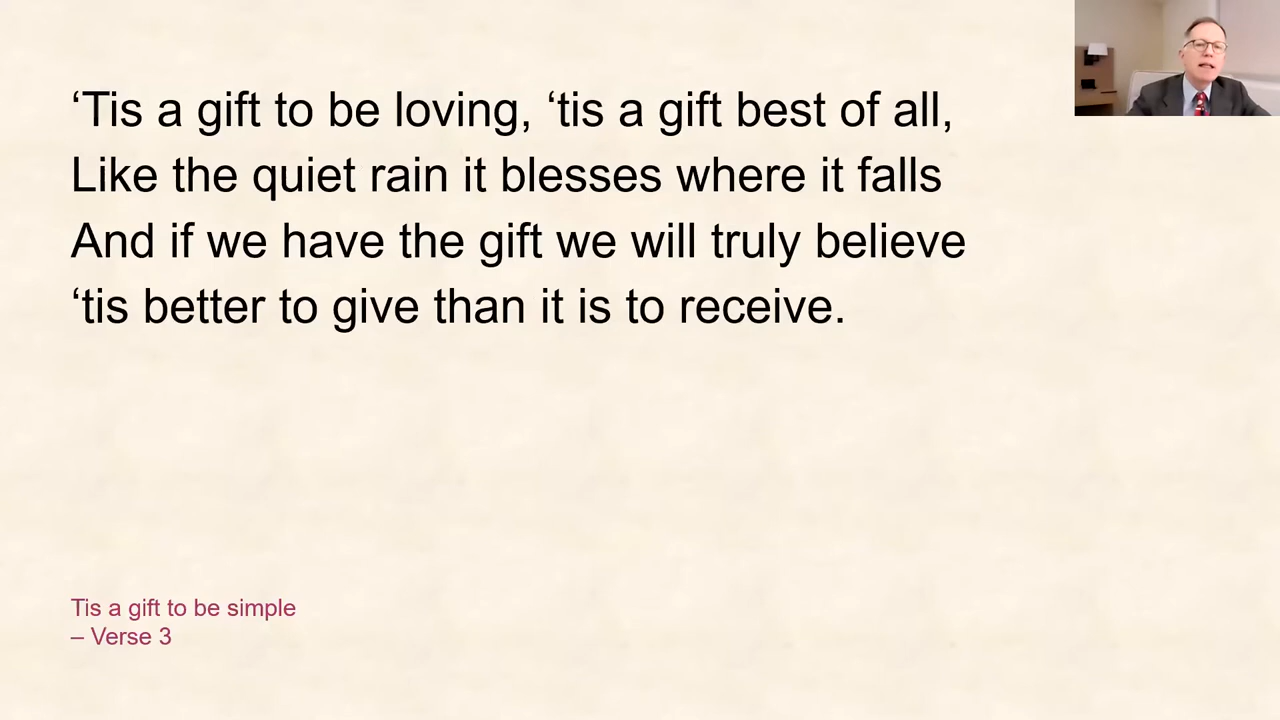 ‘Tis a gift to be loving, ‘tis a gift best of all,
Like the quiet rain it blesses where it falls
And if we have the gift we will truly believe
‘tis better to give than it is to receive.
Tis a gift to be simple
– Verse 3